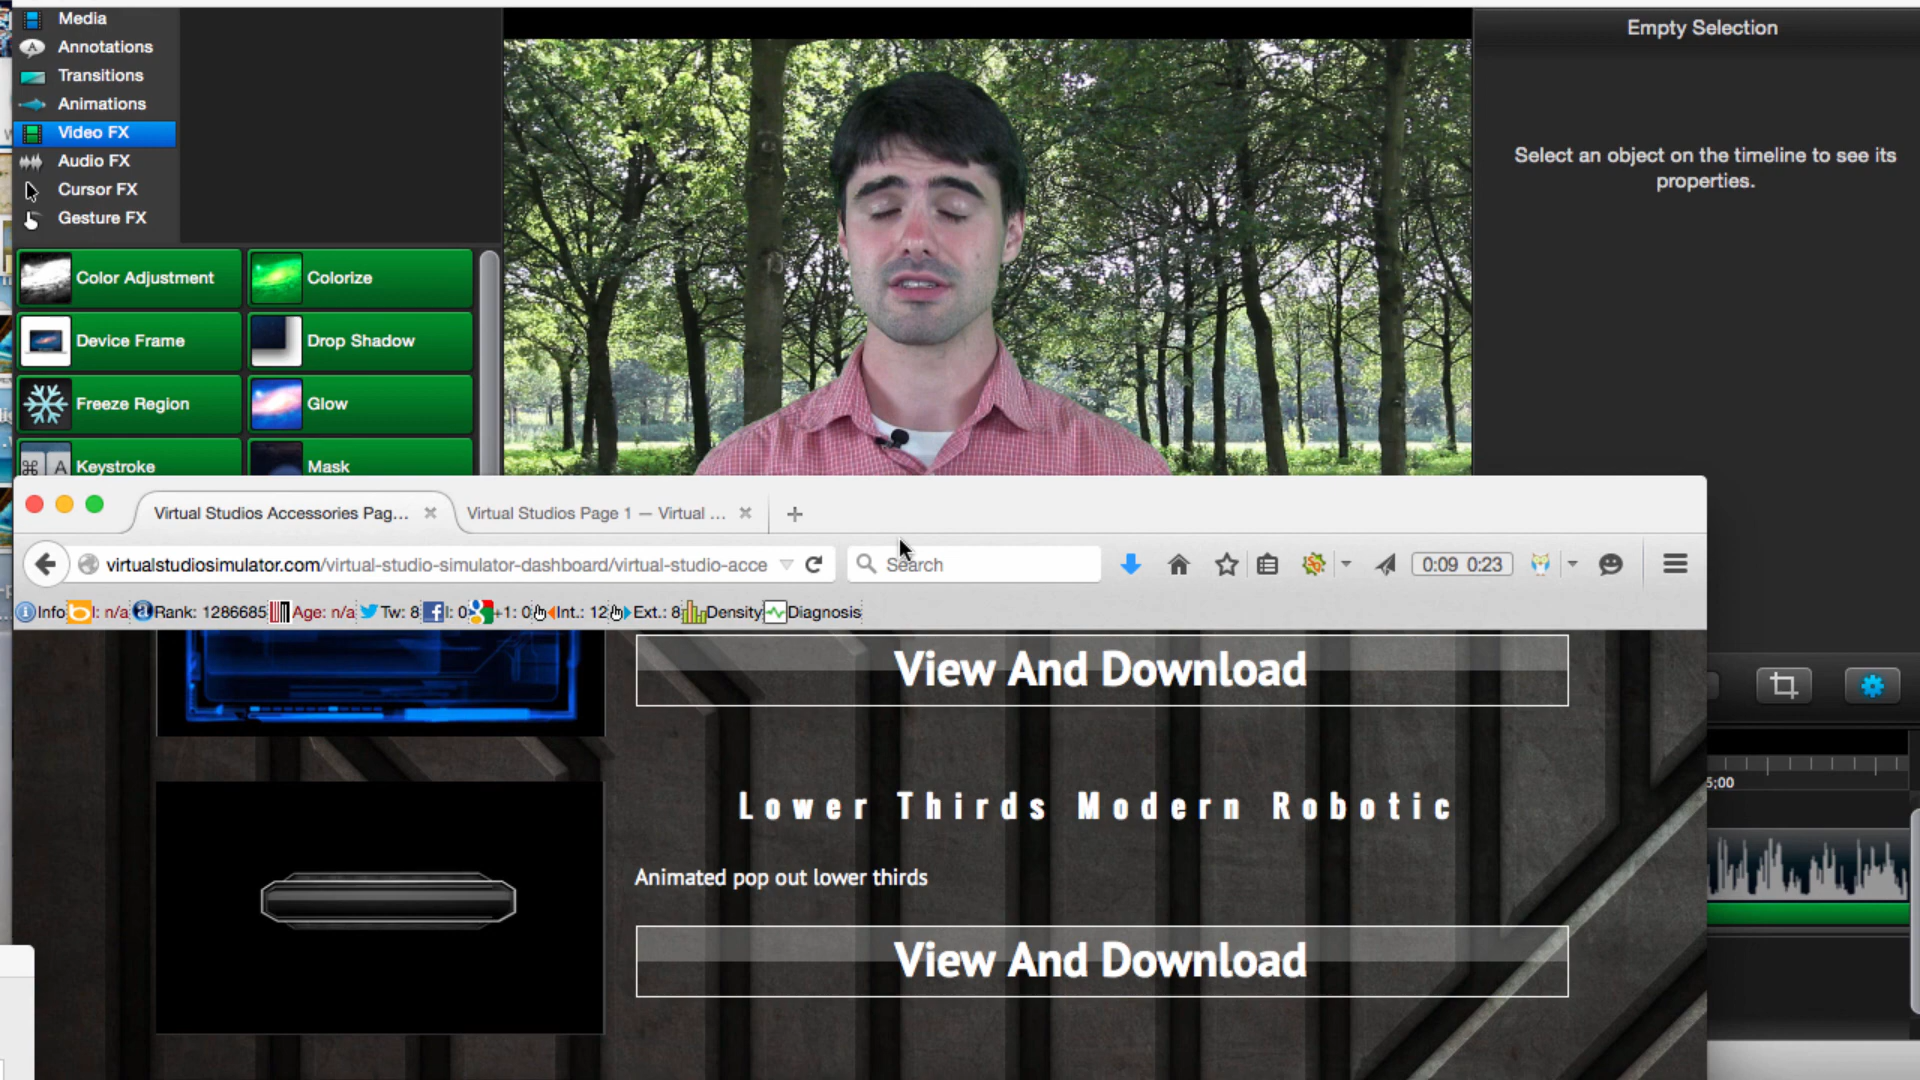 Media
Annotations
Transitions
Animations
Video FX
Audio FX
Cursor FX
Gesture FX
Empty Selection
Select an object on the timeline to see its
properties.
Color Adjustment
Colorize
Device Frame
Drop Shadow
Freeze Region
Glow
Keystroke
Mask
Virtual Studios Accessories Pag...
Virtual Studios Page 1 — Virtual ...
virtualstudiosimulator.com/virtual-studio-simulator-dashboard/virtual-studio-acce
Search
0:09 0:23
Info I: n/a Rank: 1286685 Age: n/a Tw: 8 l: 0 +1: 0 Int.: 12 Ext.: 8 Density Diagnosis
View And Download
Lower Thirds Modern Robotic
Animated pop out lower thirds
View And Download
5;00